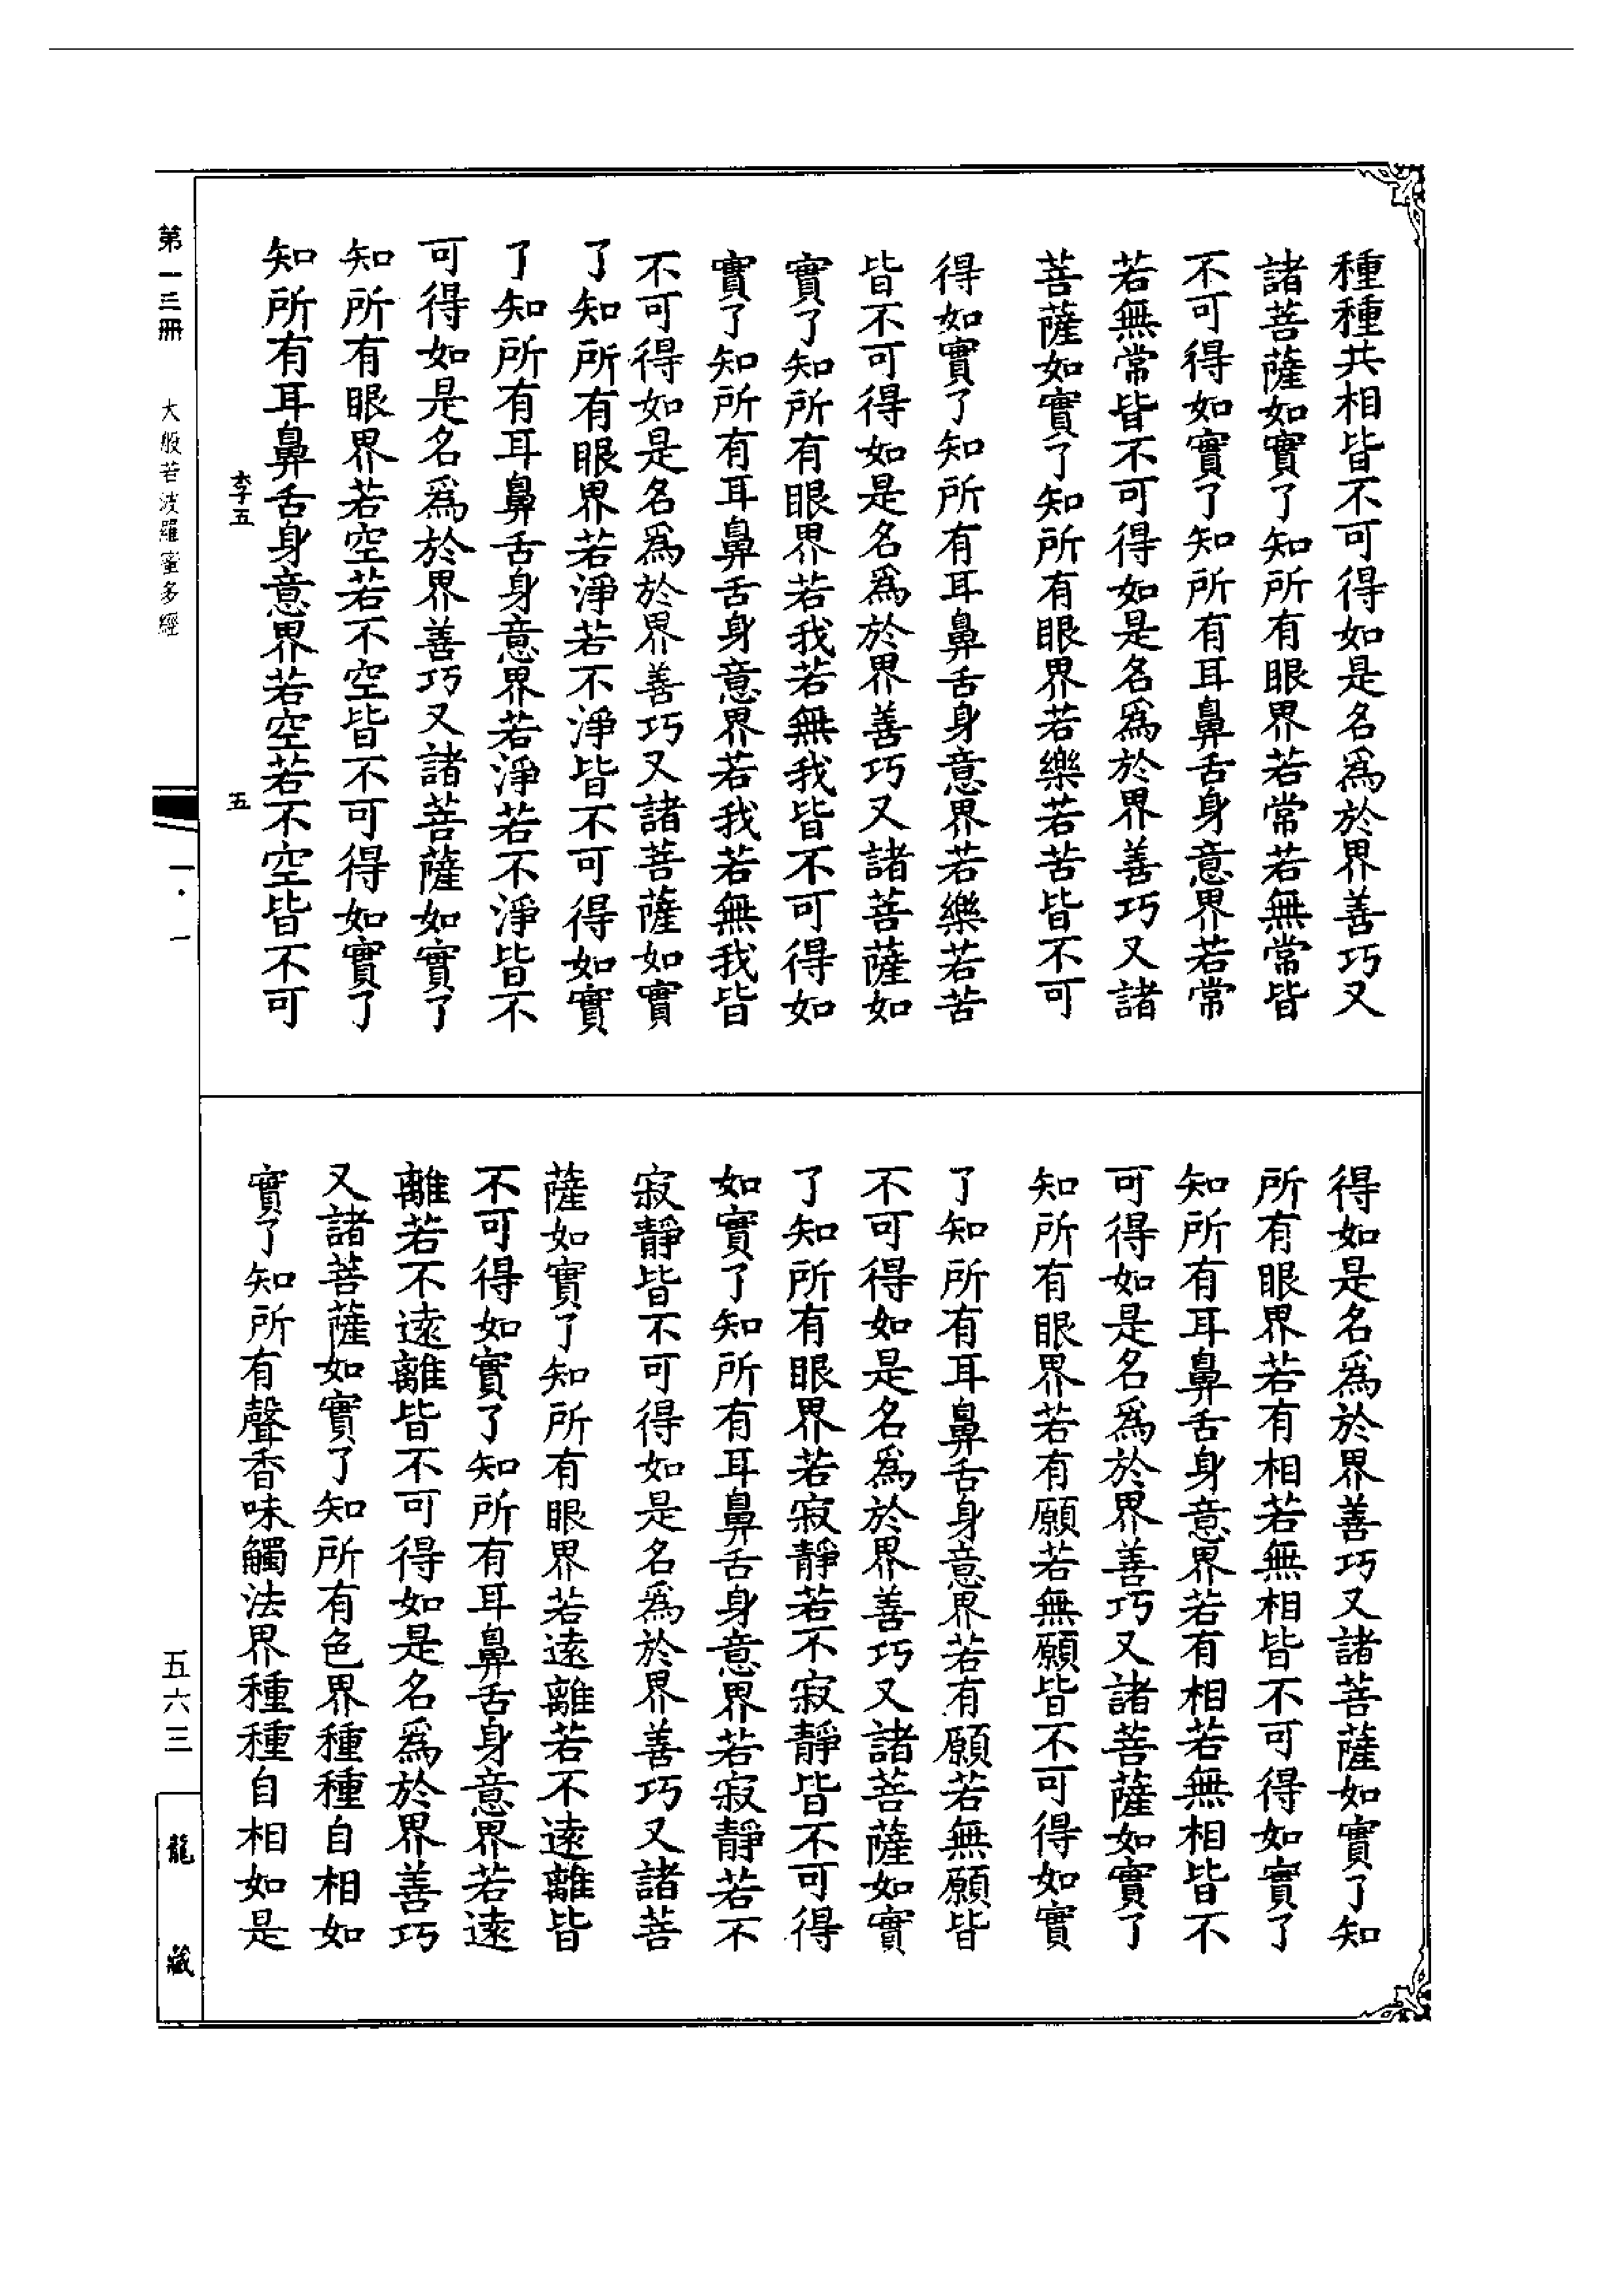 種種共相皆不可得如是名爲於界善巧又
諸菩薩如實了知所有眼界若常若無常皆
不可得如實了知所有耳鼻舌身意界若常
若無常皆不可得如是名爲於界善巧又諸
菩薩如實了知所有眼界若樂若苦皆不可
得如實了知所有耳鼻舌身意界若樂若苦
皆不可得如是名爲於界善巧又諸菩薩如
實了知所有眼界若我若無我皆不可得如
實了知所有耳鼻舌身意界若我若無我皆
不可得如是名爲於界善巧又諸菩薩如實
了知所有眼界若淨若不淨皆不可得如實
了知所有耳鼻舌身意界若淨若不淨皆不
可得如是名爲於界善巧又諸菩薩如實了
知所有眼界若空若不空皆不可得如實了
知所有耳鼻舌身意界若空若不空皆不可
李五 五
得如是名爲於界善巧又諸菩薩如實了知
所有眼界若有相若無相皆不可得如實了
知所有耳鼻舌身意界若有相若無相皆不
可得如是名爲於界善巧又諸菩薩如實了
知所有眼界若有願若無願皆不可得如實
了知所有耳鼻舌身意界若有願若無願皆
不可得如是名爲於界善巧又諸菩薩如實
了知所有眼界若寂靜若不寂靜皆不可得
如實了知所有耳鼻舌身意界若寂靜若不
寂靜皆不可得如是名爲於界善巧又諸菩
薩如實了知所有眼界若遠離若不遠離皆
不可得如實了知所有耳鼻舌身意界若遠
離若不遠離皆不可得如是名爲於界善巧
又諸菩薩如實了知所有色界種種自相如
實了知所有聲香味觸法界種種自相如是
第一三冊 大般若波羅蜜多經 一·一
五六三
龍藏